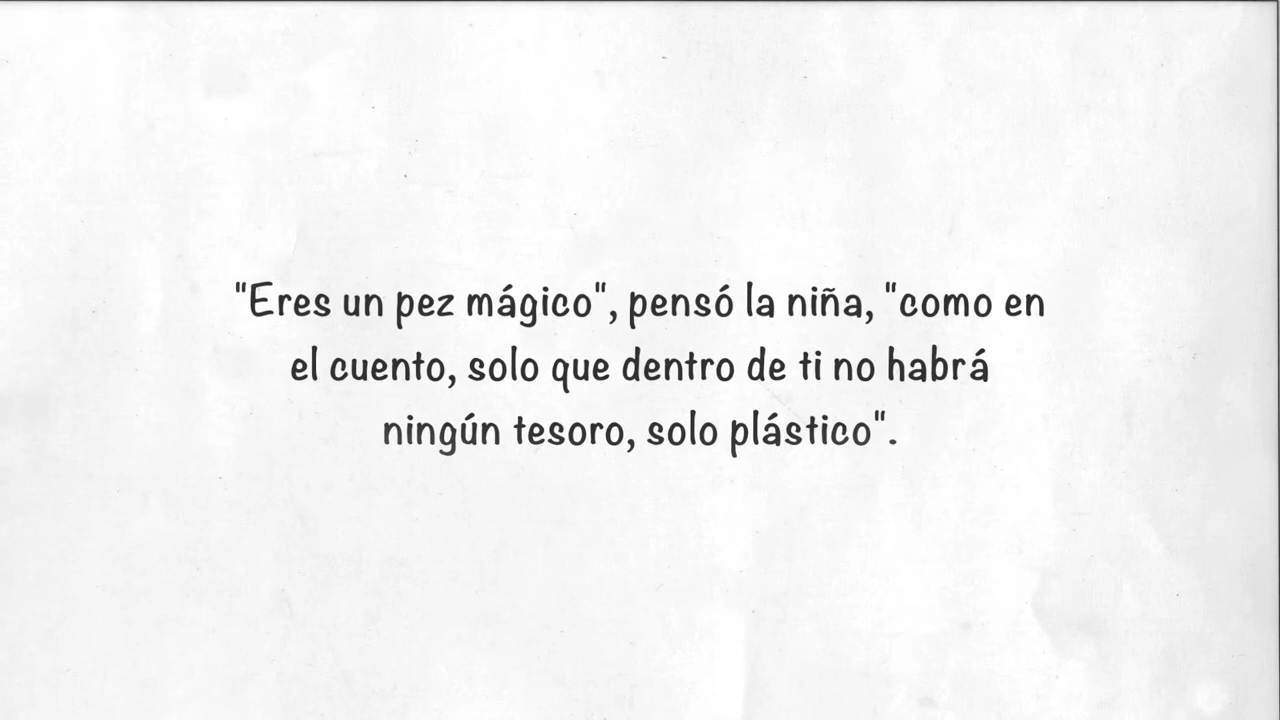 "Eres un pez mágico", pensó la niña, "como en
el cuento, solo que dentro de ti no habrá
ningún tesoro, solo plástico".